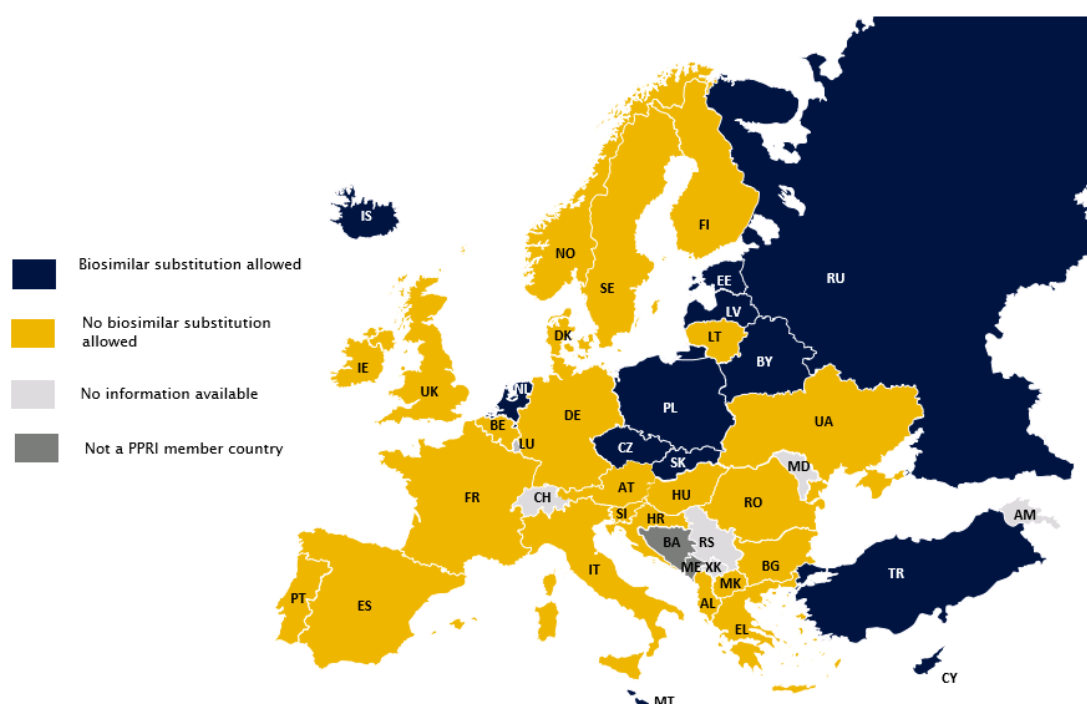 IS
FI
NO
SE
RU
EE
LV
Biosimilar substitution allowed
No biosimilar substitution
allowed
No information available
Not a PPRI member country
DK
LT
IE
UK
NL
BY
BE
DE
PL
LU
UA
CZ
SK
MD
FR
CH
AT
HU
RO
SI
HR
BA
RS
AM
IT
ME
XK
BG
TR
PT
ES
MK
AL
EL
CY
MT